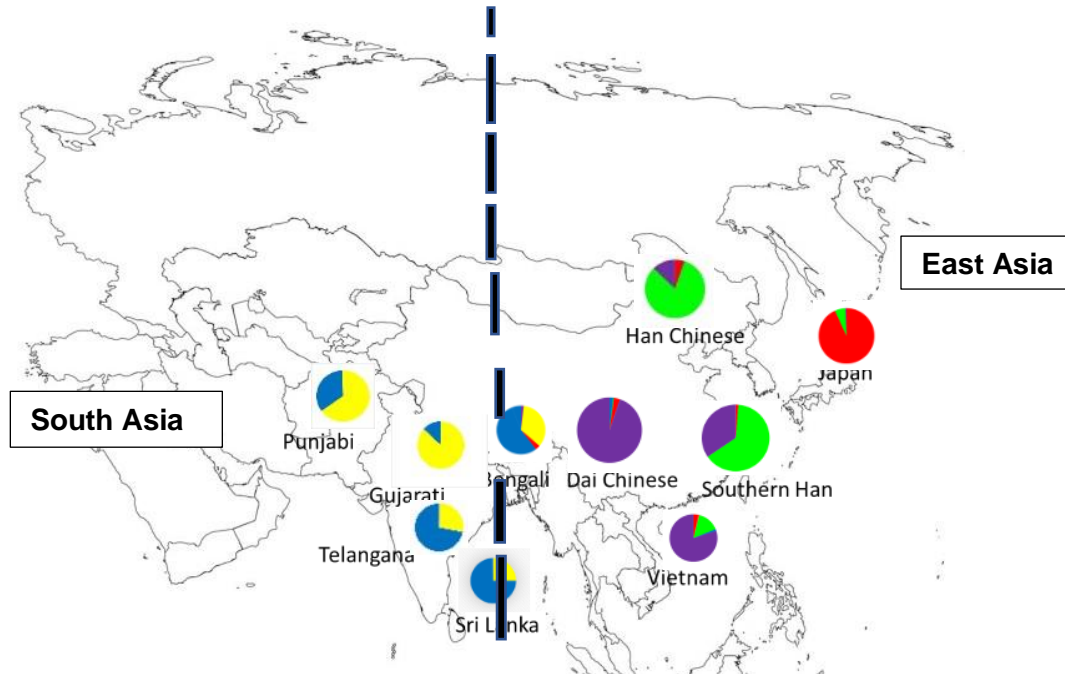 East Asia
Han Chinese
Japan
South Asia
Punjabi
Gujarati
Bengali
Dai Chinese
Southern Han
Telangana
Vietnam
Sri Lanka